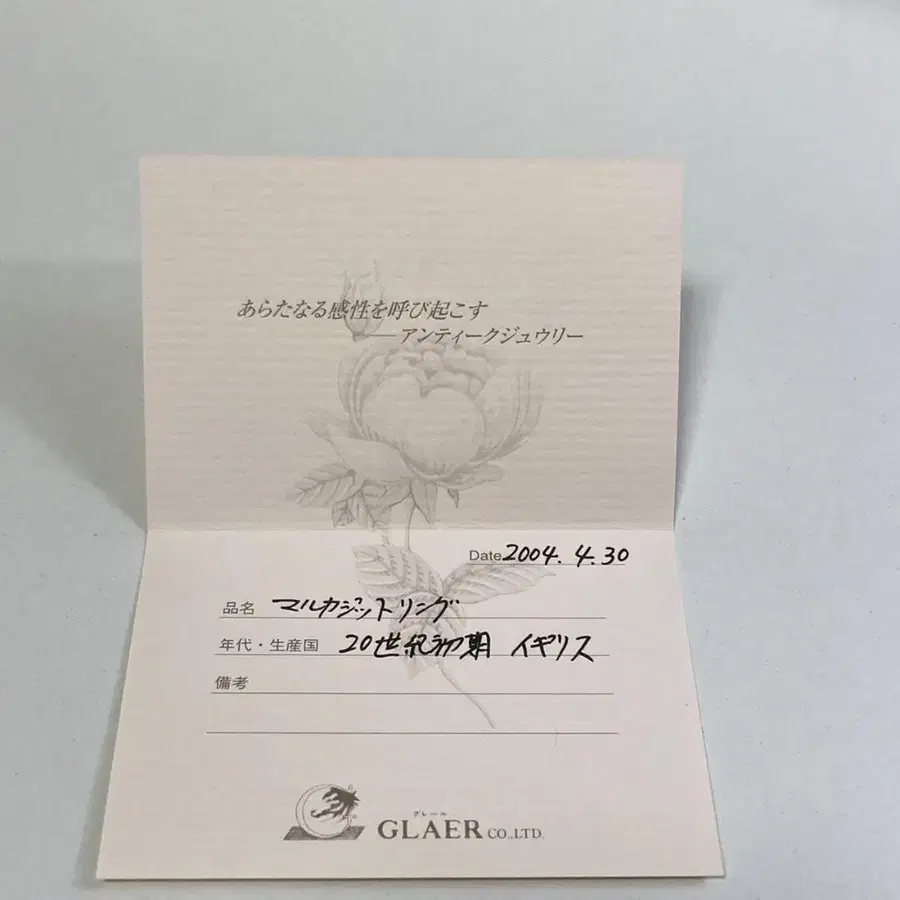 あらたなる感性を呼び起こす
──アンティークジュウリー
Date 2004. 4. 30
品名 マルカジットリング
年代・生産国 20世紀初期 イギリス
備考
グレール
GLAER CO.,LTD.